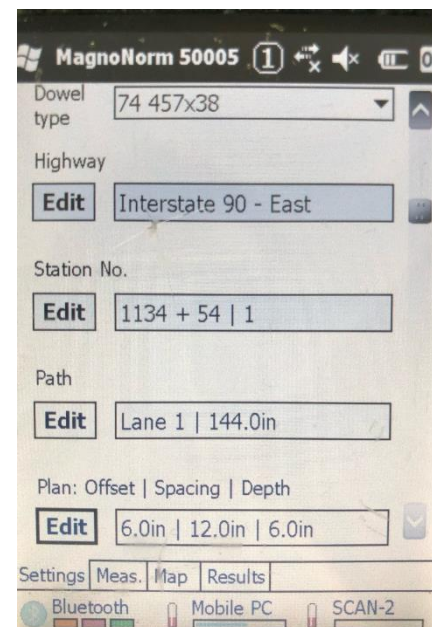 MagnoNorm 50005 1
Dowel type 74 457x38
Highway
Edit Interstate 90 - East
Station No.
Edit 1134 + 54 | 1
Path
Edit Lane 1 | 144.0in
Plan: Offset | Spacing | Depth
Edit 6.0in | 12.0in | 6.0in
Settings Meas. Map Results
Bluetooth Mobile PC SCAN-2